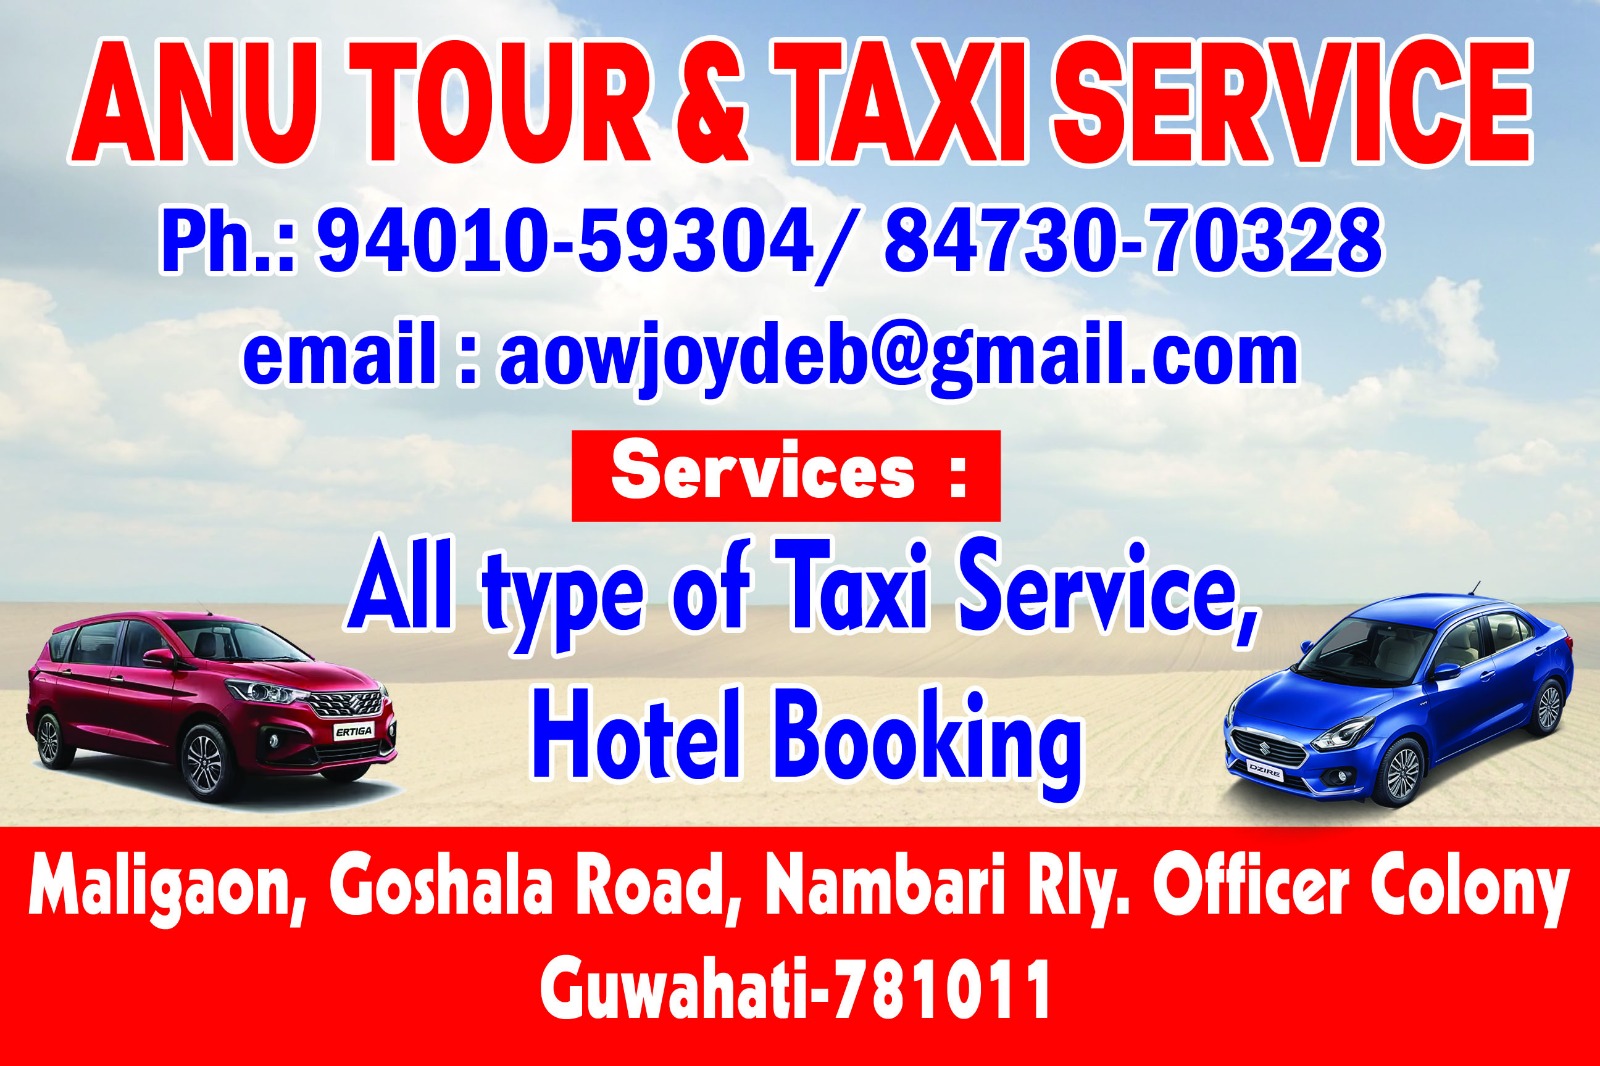 ANU TOUR & TAXI SERVICE
Ph.: 94010-59304/ 84730-70328
email : aowjoydeb@gmail.com
Services :
All type of Taxi Service,
Hotel Booking
ERTIGA
DZIRE
Maligaon, Goshala Road, Nambari Rly. Officer Colony
Guwahati-781011